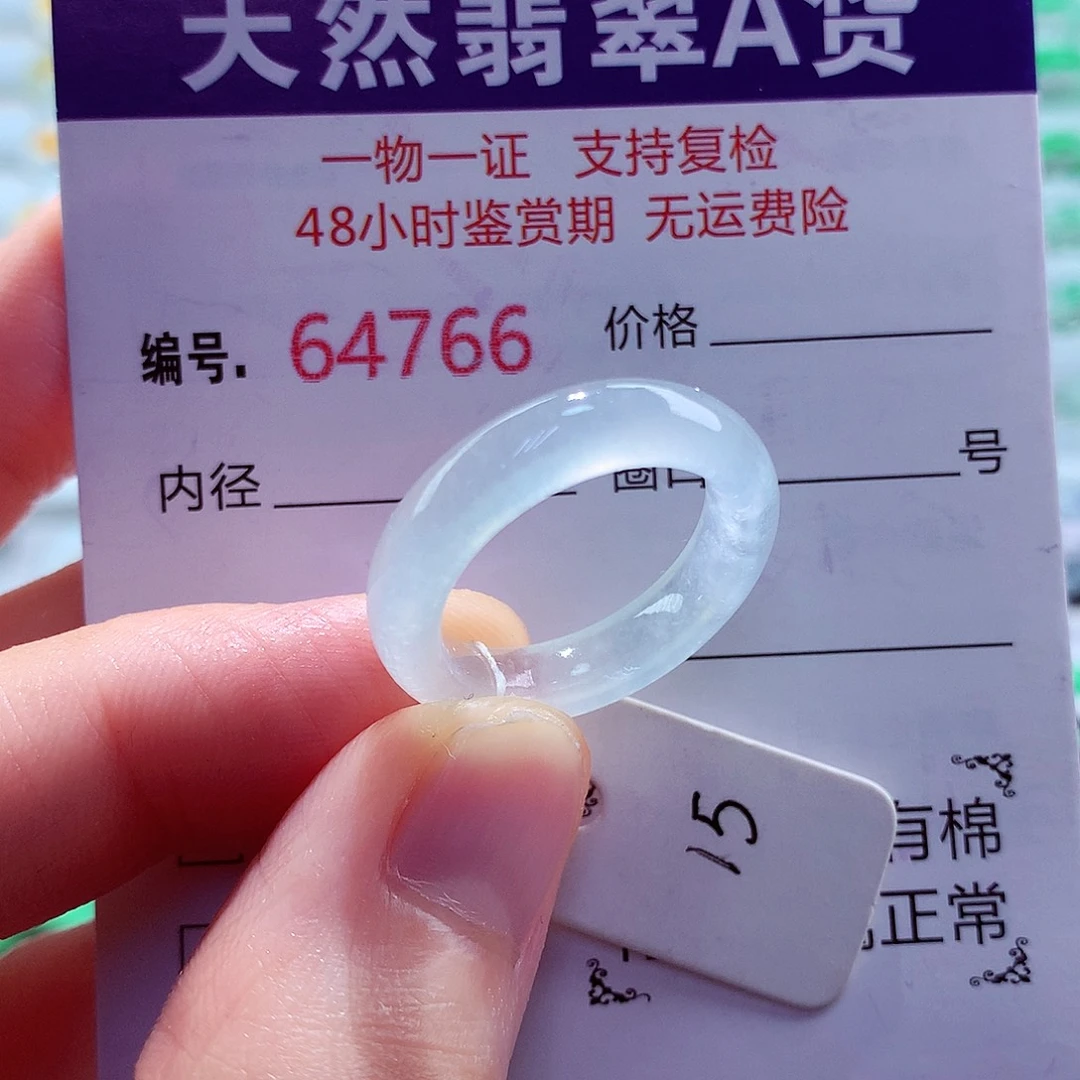 天然翡翠A货
一物一证 支持复检
48小时鉴赏期 无运费险
编号. 64766 价格
内径 圈口 号
15
有棉
正常